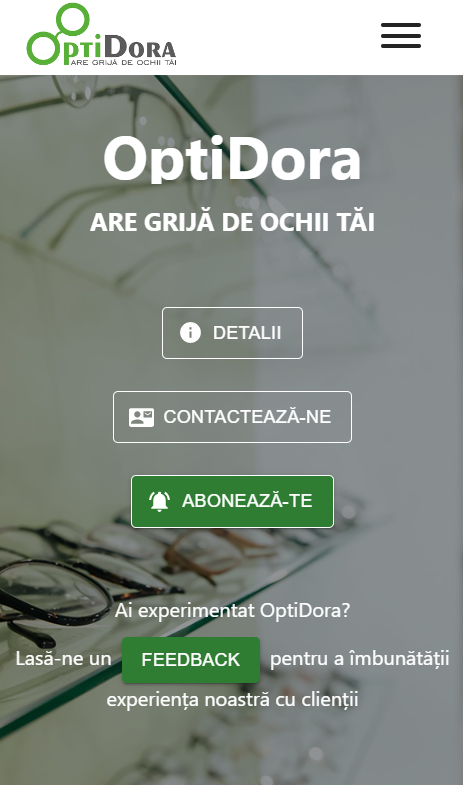 OptiDora
ARE GRIJĂ DE OCHII TĂI
OptiDora
ARE GRIJĂ DE OCHII TĂI
DETALII
CONTACTEAZĂ-NE
ABONEAZĂ-TE
Ai experimentat OptiDora?
Lasă-ne un FEEDBACK pentru a îmbunătății
experiența noastră cu clienții